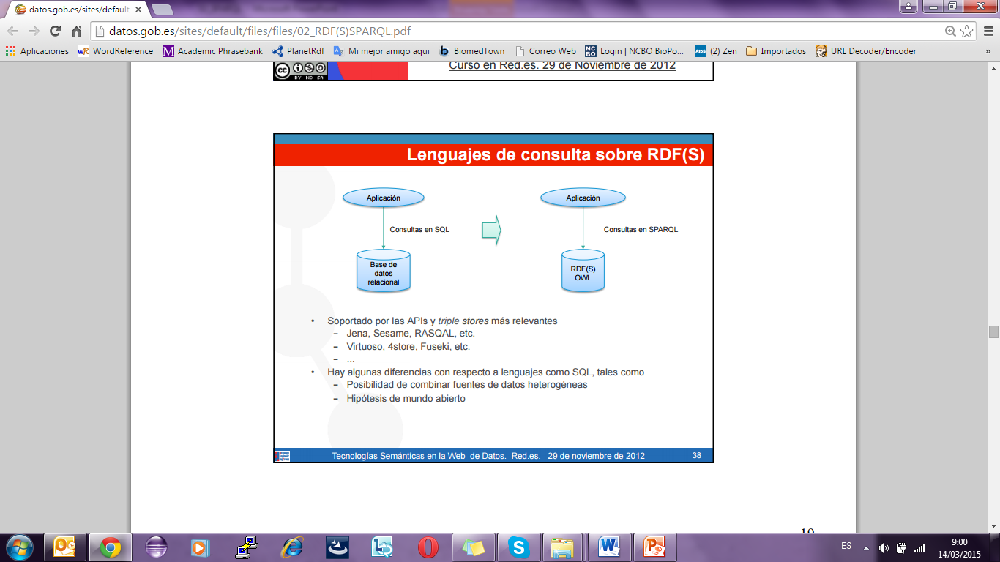 datos.gob.es/sites/default
datos.gob.es/sites/default/files/files/02_RDF(S)SPARQL.pdf
Aplicaciones WordReference Academic Phrasebank PlanetRdf Mi mejor amigo aqui BiomedTown Correo Web Login | NCBO BioPo... (2) Zen Importados URL Decoder/Encoder »
BY NC SA
Curso en Red.es. 29 de Noviembre de 2012
Lenguajes de consulta sobre RDF(S)
Aplicación
Aplicación
Consultas en SQL
Consultas en SPARQL
Base de
datos
relacional
RDF(S)
OWL
• Soportado por las APIs y triple stores más relevantes
– Jena, Sesame, RASQAL, etc.
– Virtuoso, 4store, Fuseki, etc.
– ...
• Hay algunas diferencias con respecto a lenguajes como SQL, tales como
– Posibilidad de combinar fuentes de datos heterogéneas
– Hipótesis de mundo abierto
Tecnologías Semánticas en la Web de Datos. Red.es. 29 de noviembre de 2012 38
19
ES
9:00
14/03/2015